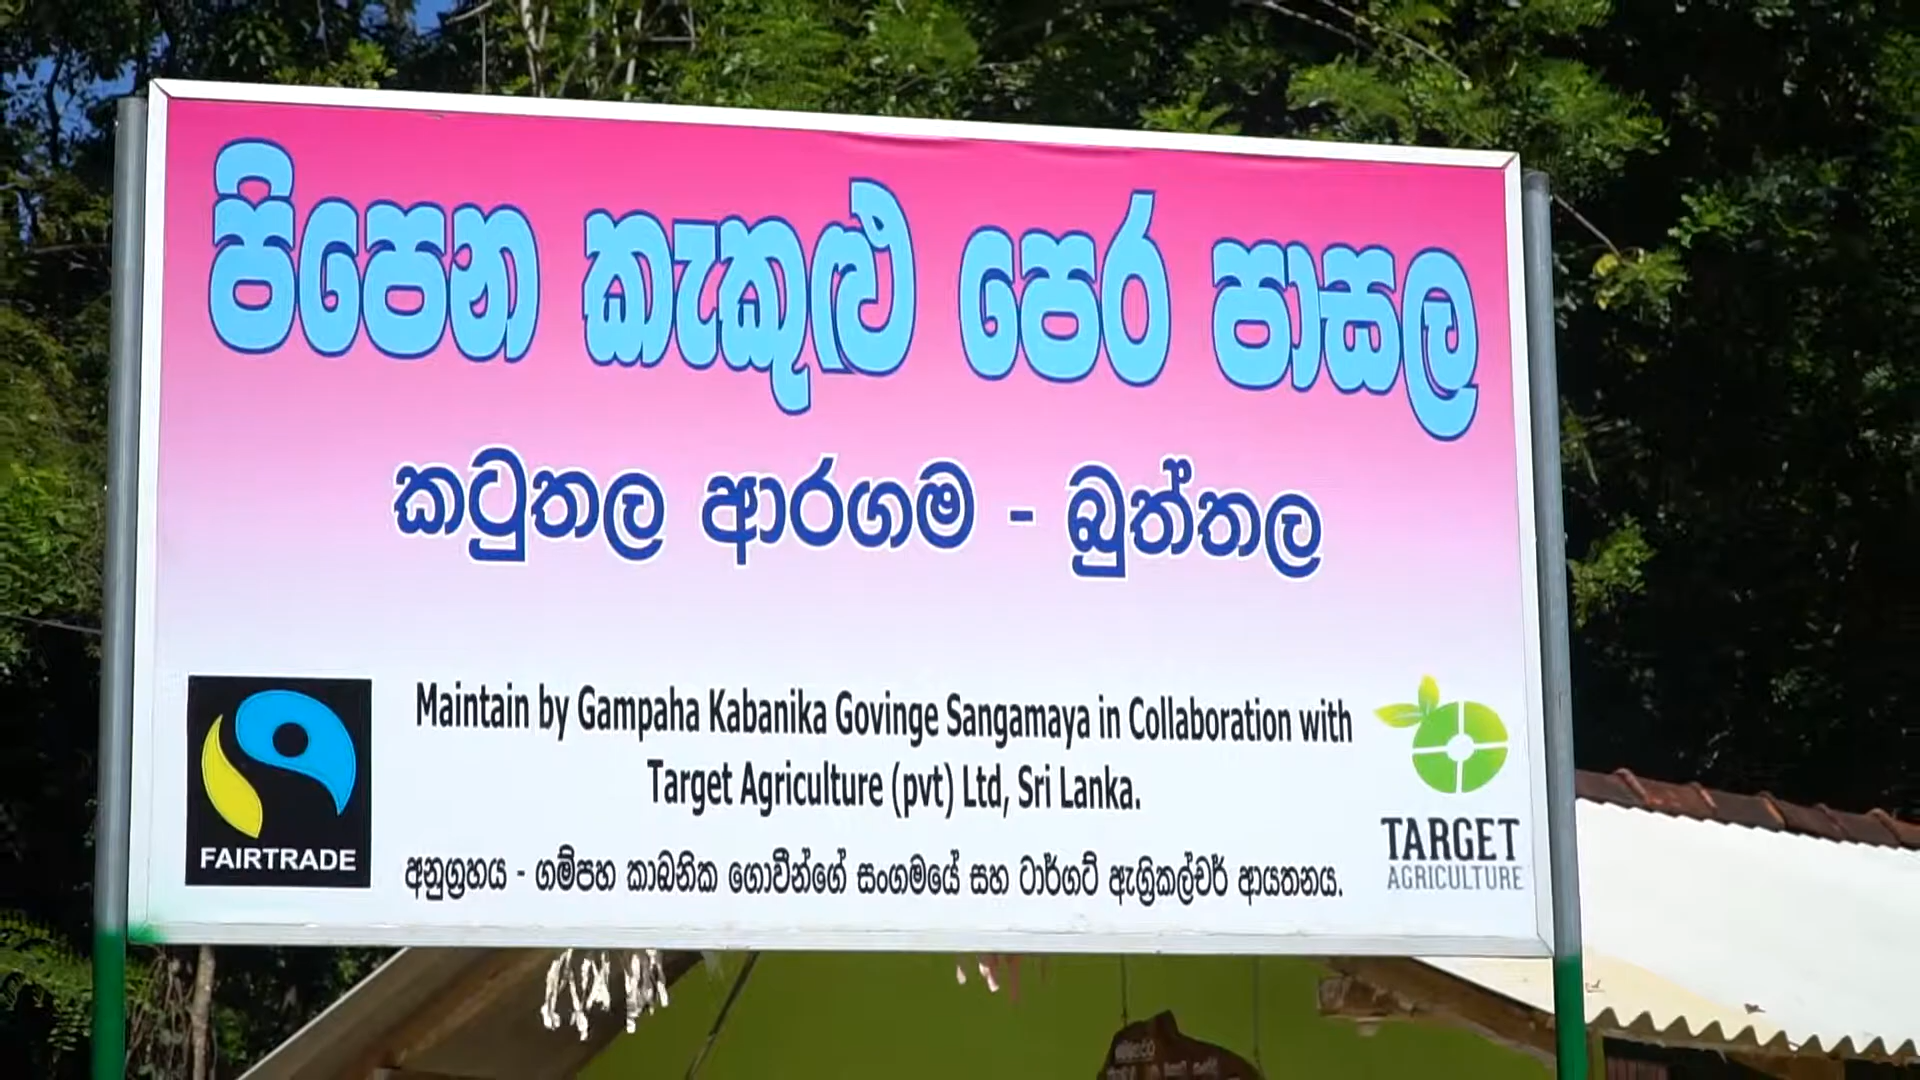 පිපෙන කැකුළු පෙර පාසල
කටුතල ආරගම - බුත්තල
Maintain by Gampaha Kabanika Govinge Sangamaya in Collaboration with
Target Agriculture (pvt) Ltd, Sri Lanka.
අනුග්‍රහය - ගම්පහ කාබනික ගොවීන්ගේ සංගමයේ සහ ටාර්ගට් ඇග්‍රිකල්චර් ආයතනය.
FAIRTRADE
TARGET
AGRICULTURE